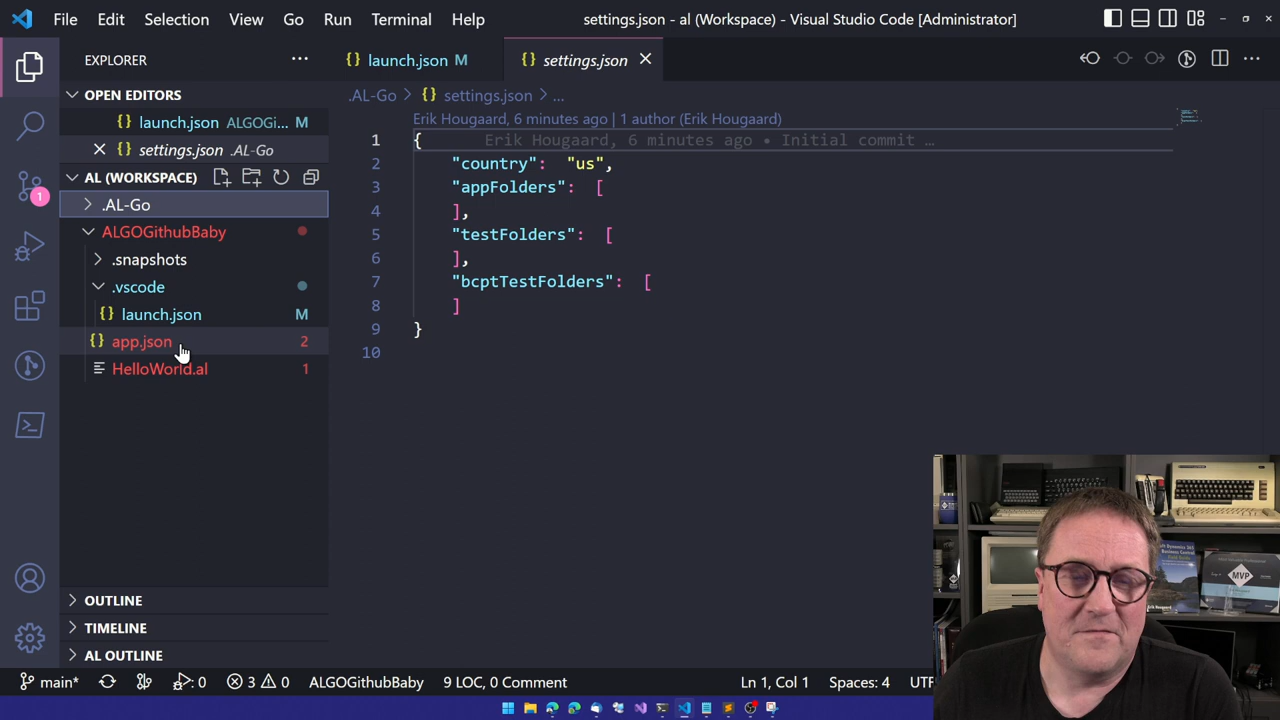 File Edit Selection View Go Run Terminal Help settings.json - al (Workspace) - Visual Studio Code [Administrator]
EXPLORER ...
{} launch.json M {} settings.json
OPEN EDITORS
{} launch.json ALGOGi... M
{} settings.json .AL-Go
AL (WORKSPACE)
.AL-Go
ALGOGithubBaby
.snapshots
.vscode
{} launch.json M
{} app.json 2
HelloWorld.al 1
OUTLINE
TIMELINE
AL OUTLINE
.AL-Go > {} settings.json > ...
Erik Hougaard, 6 minutes ago | 1 author (Erik Hougaard)
1 { Erik Hougaard, 6 minutes ago • Initial commit …
2 "country": "us",
3 "appFolders": [
4 ],
5 "testFolders": [
6 ],
7 "bcptTestFolders": [
8 ]
9 }
10
1
MVP
main* 0 3 0 ALGOGithubBaby 9 LOC, 0 Comment Ln 1, Col 1 Spaces: 4 UTF